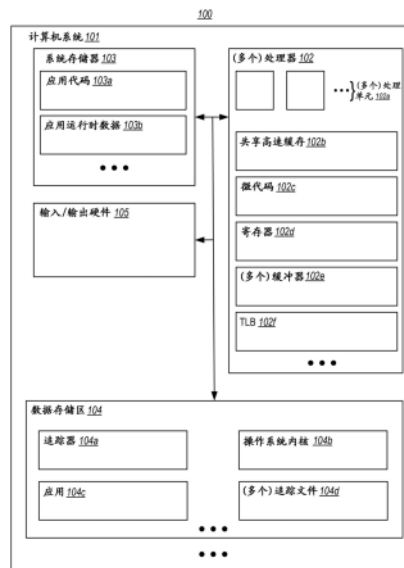 100
计算机系统 101
系统存储器 103
应用代码 103a
应用运行时数据 103b
•••
输入/输出硬件 105
(多个)处理器 102
•••}(多个)处理
单元 102a
共享高速缓存 102b
微代码 102c
寄存器 102d
(多个)缓冲器 102e
TLB 102f
•••
数据存储区 104
追踪器 104a
操作系统内核 104b
应用 104c
(多个)追踪文件 104d
•••
•••